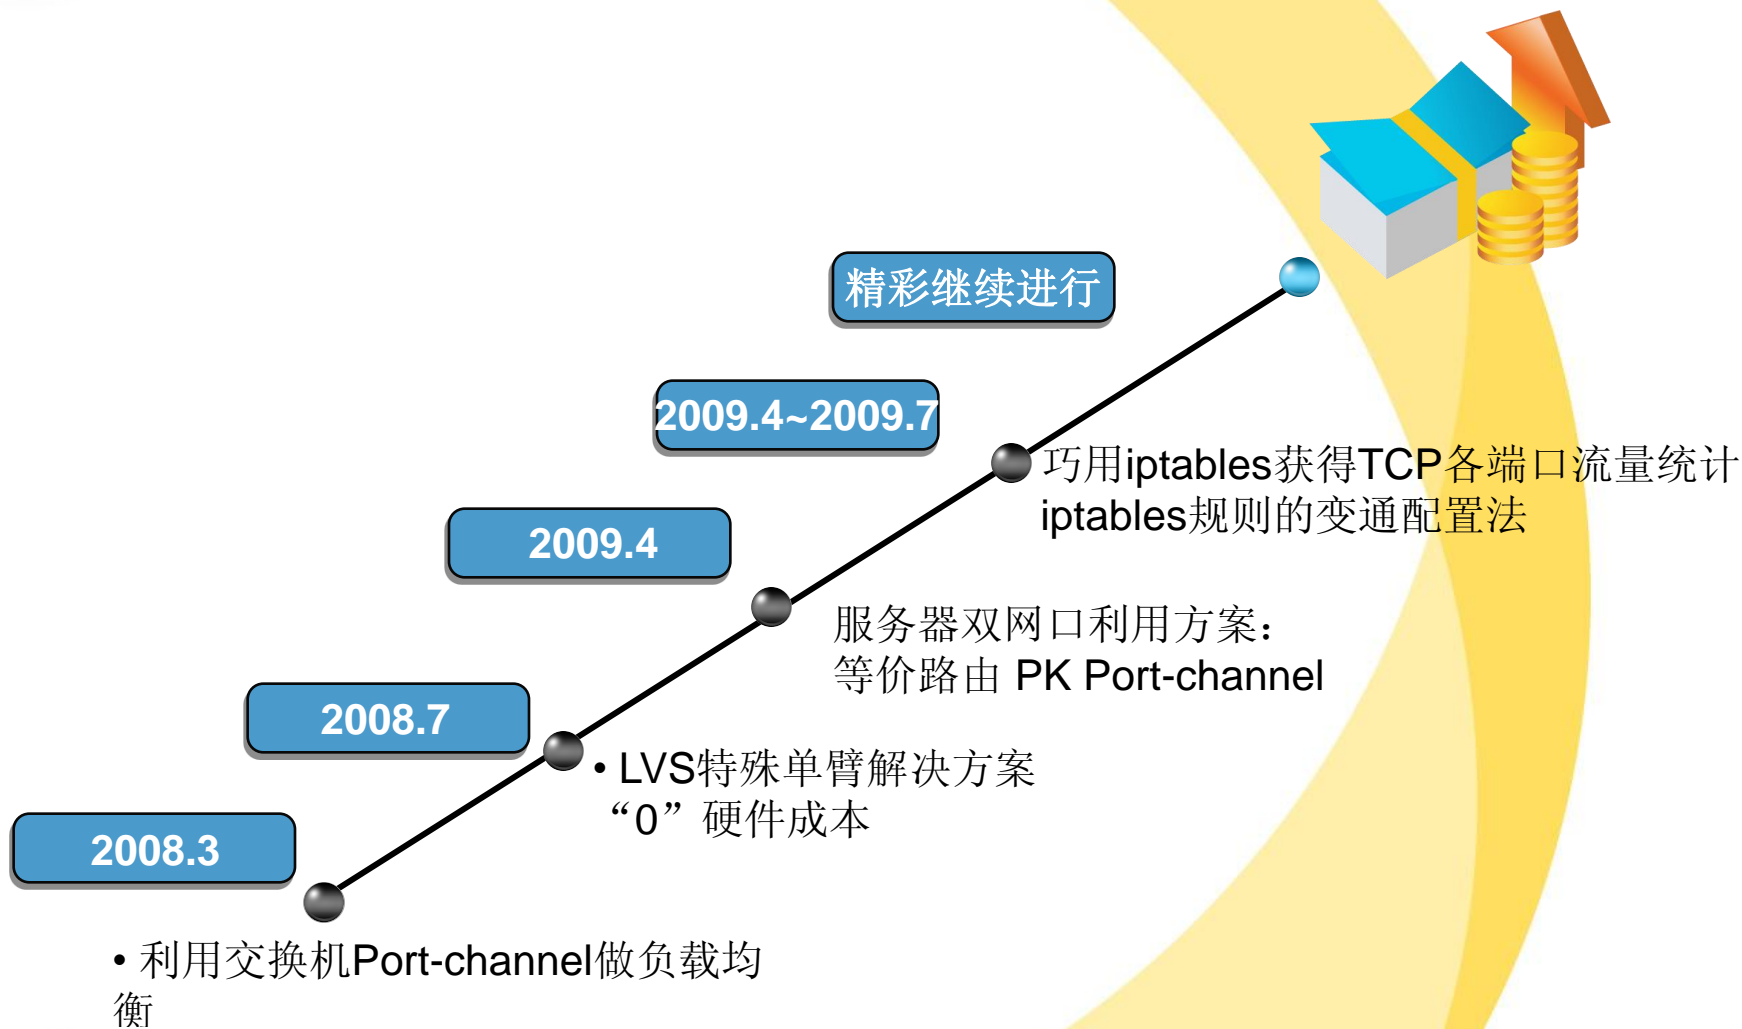 精彩继续进行
2009.4~2009.7
巧用iptables获得TCP各端口流量统计
iptables规则的变通配置法
2009.4
服务器双网口利用方案：
等价路由 PK Port-channel
2008.7
• LVS特殊单臂解决方案
“0”硬件成本
2008.3
• 利用交换机Port-channel做负载均
衡